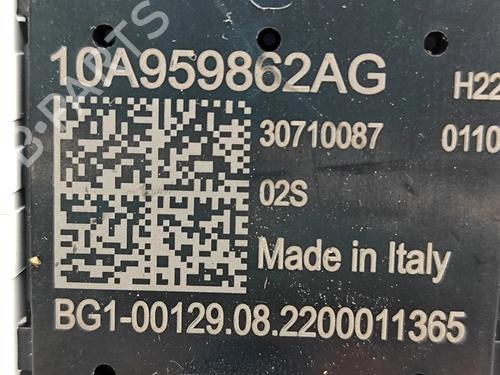 10A959862AG
H22
30710087
0110
02S
Made in Italy
BG1-00129.08.2200011365
B-PARTS